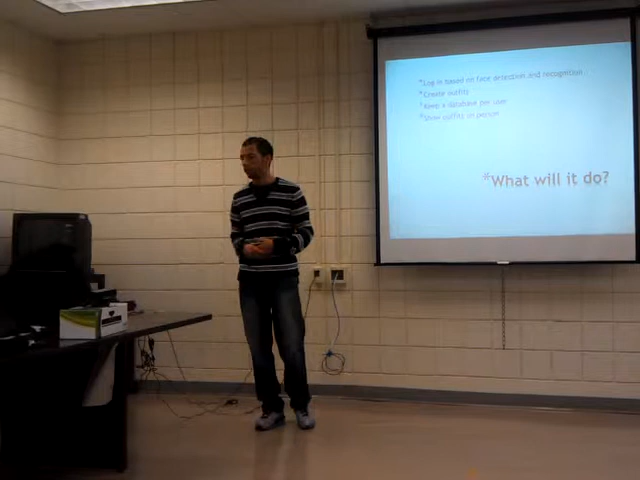 *Log in based on face detection and recognition
*Create outfits
*Keep a database per user
*Show outfits on person
*What will it do?